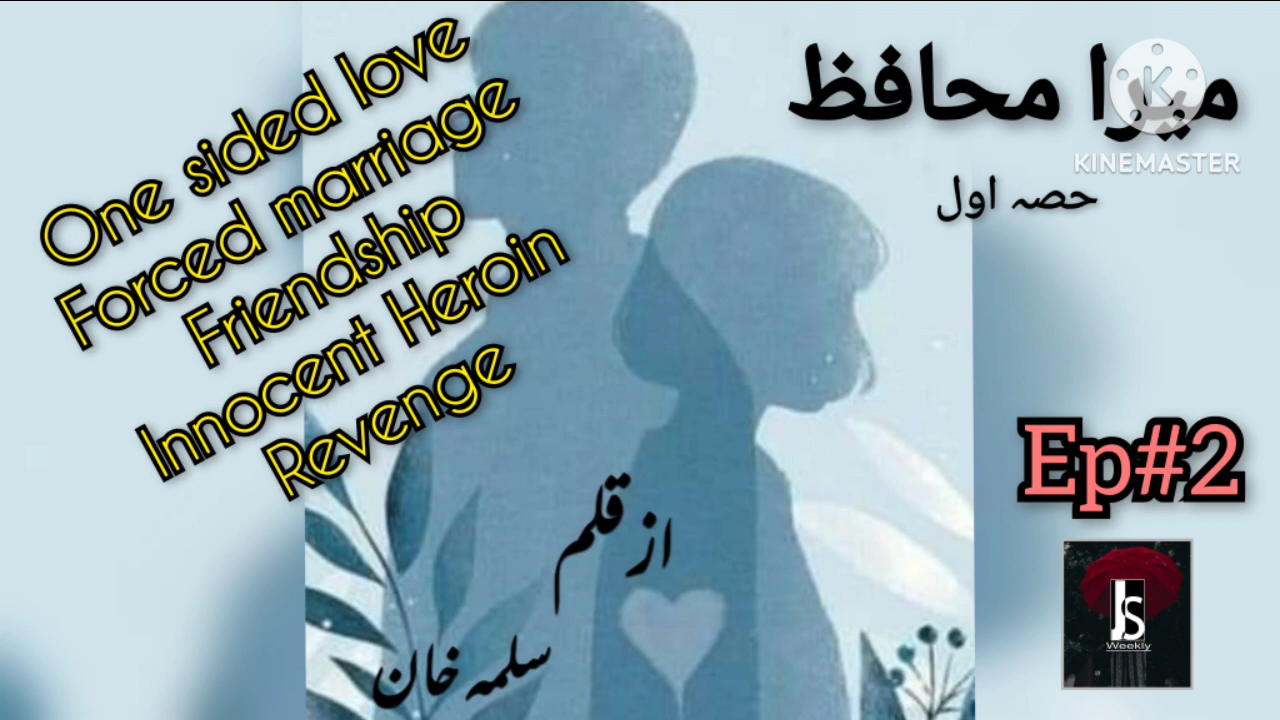 One sided love
Forced marriage
Friendship
Innocent Heroin
Revenge
میرا محافظ
KINEMASTER
حصہ اول
Ep#2
از قلم
سلمہ خان
JS
Weekly